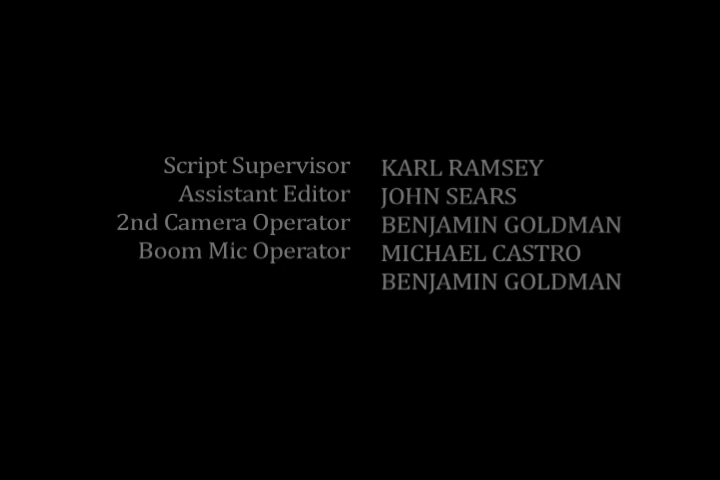 Script Supervisor KARL RAMSEY
Assistant Editor JOHN SEARS
2nd Camera Operator BENJAMIN GOLDMAN
Boom Mic Operator MICHAEL CASTRO
BENJAMIN GOLDMAN